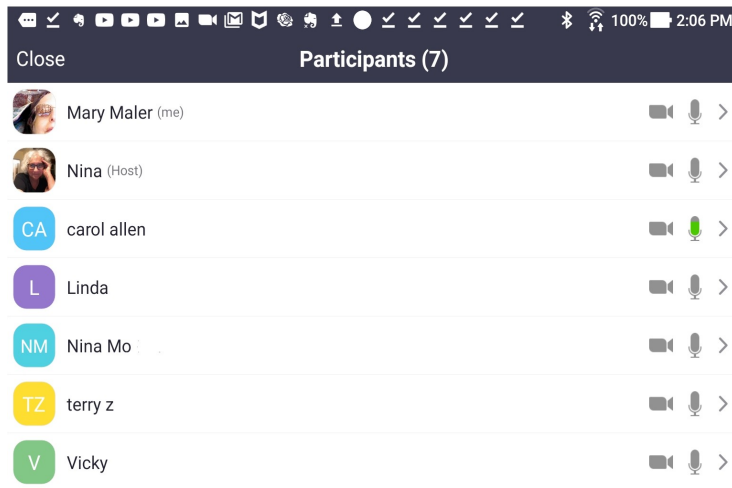 100% 2:06 PM
Close Participants (7)
Mary Maler (me)
Nina (Host)
CA carol allen
L Linda
NM Nina Mo
TZ terry z
V Vicky